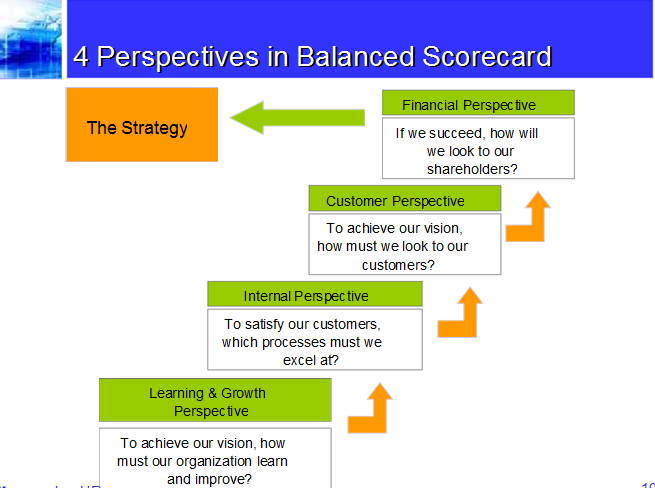 4 Perspectives in Balanced Scorecard
The Strategy
Financial Perspective
If we succeed, how will
we look to our
shareholders?
Customer Perspective
To achieve our vision,
how must we look to our
customers?
Internal Perspective
To satisfy our customers,
which processes must we
excel at?
Learning & Growth
Perspective
To achieve our vision, how
must our organization learn
and improve?